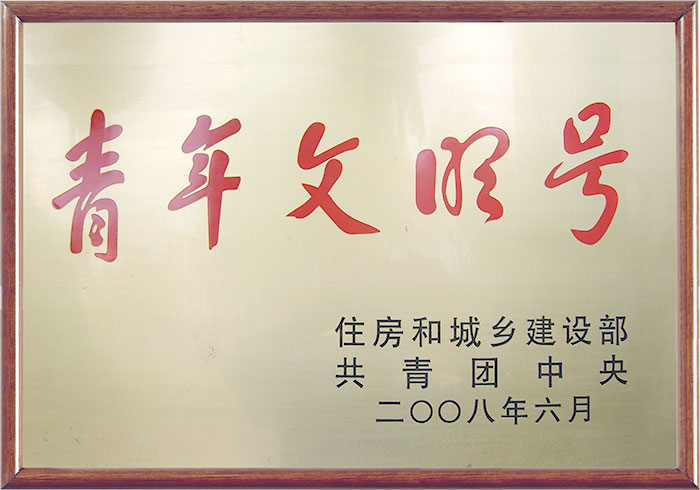 青年文明号
住房和城乡建设部
共青团中央
二〇〇八年六月